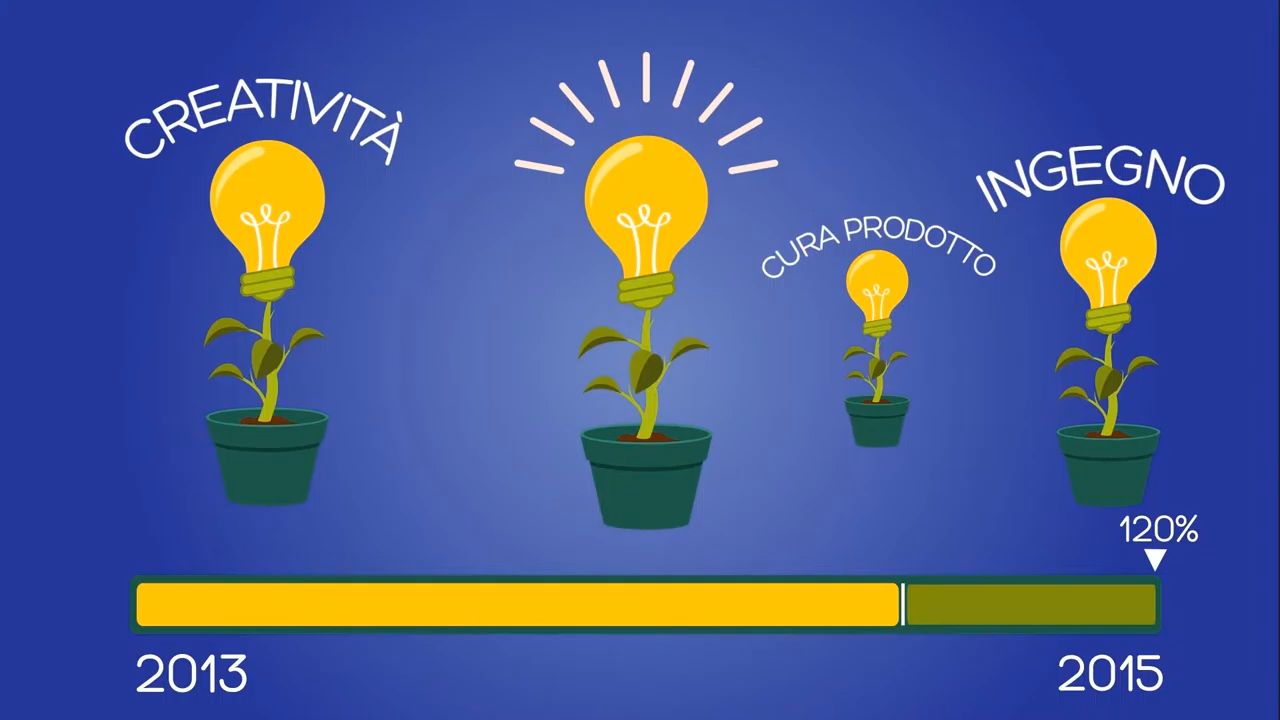 CREATIVITÀ
CURA PRODOTTO
INGEGNO
120%
2013
2015